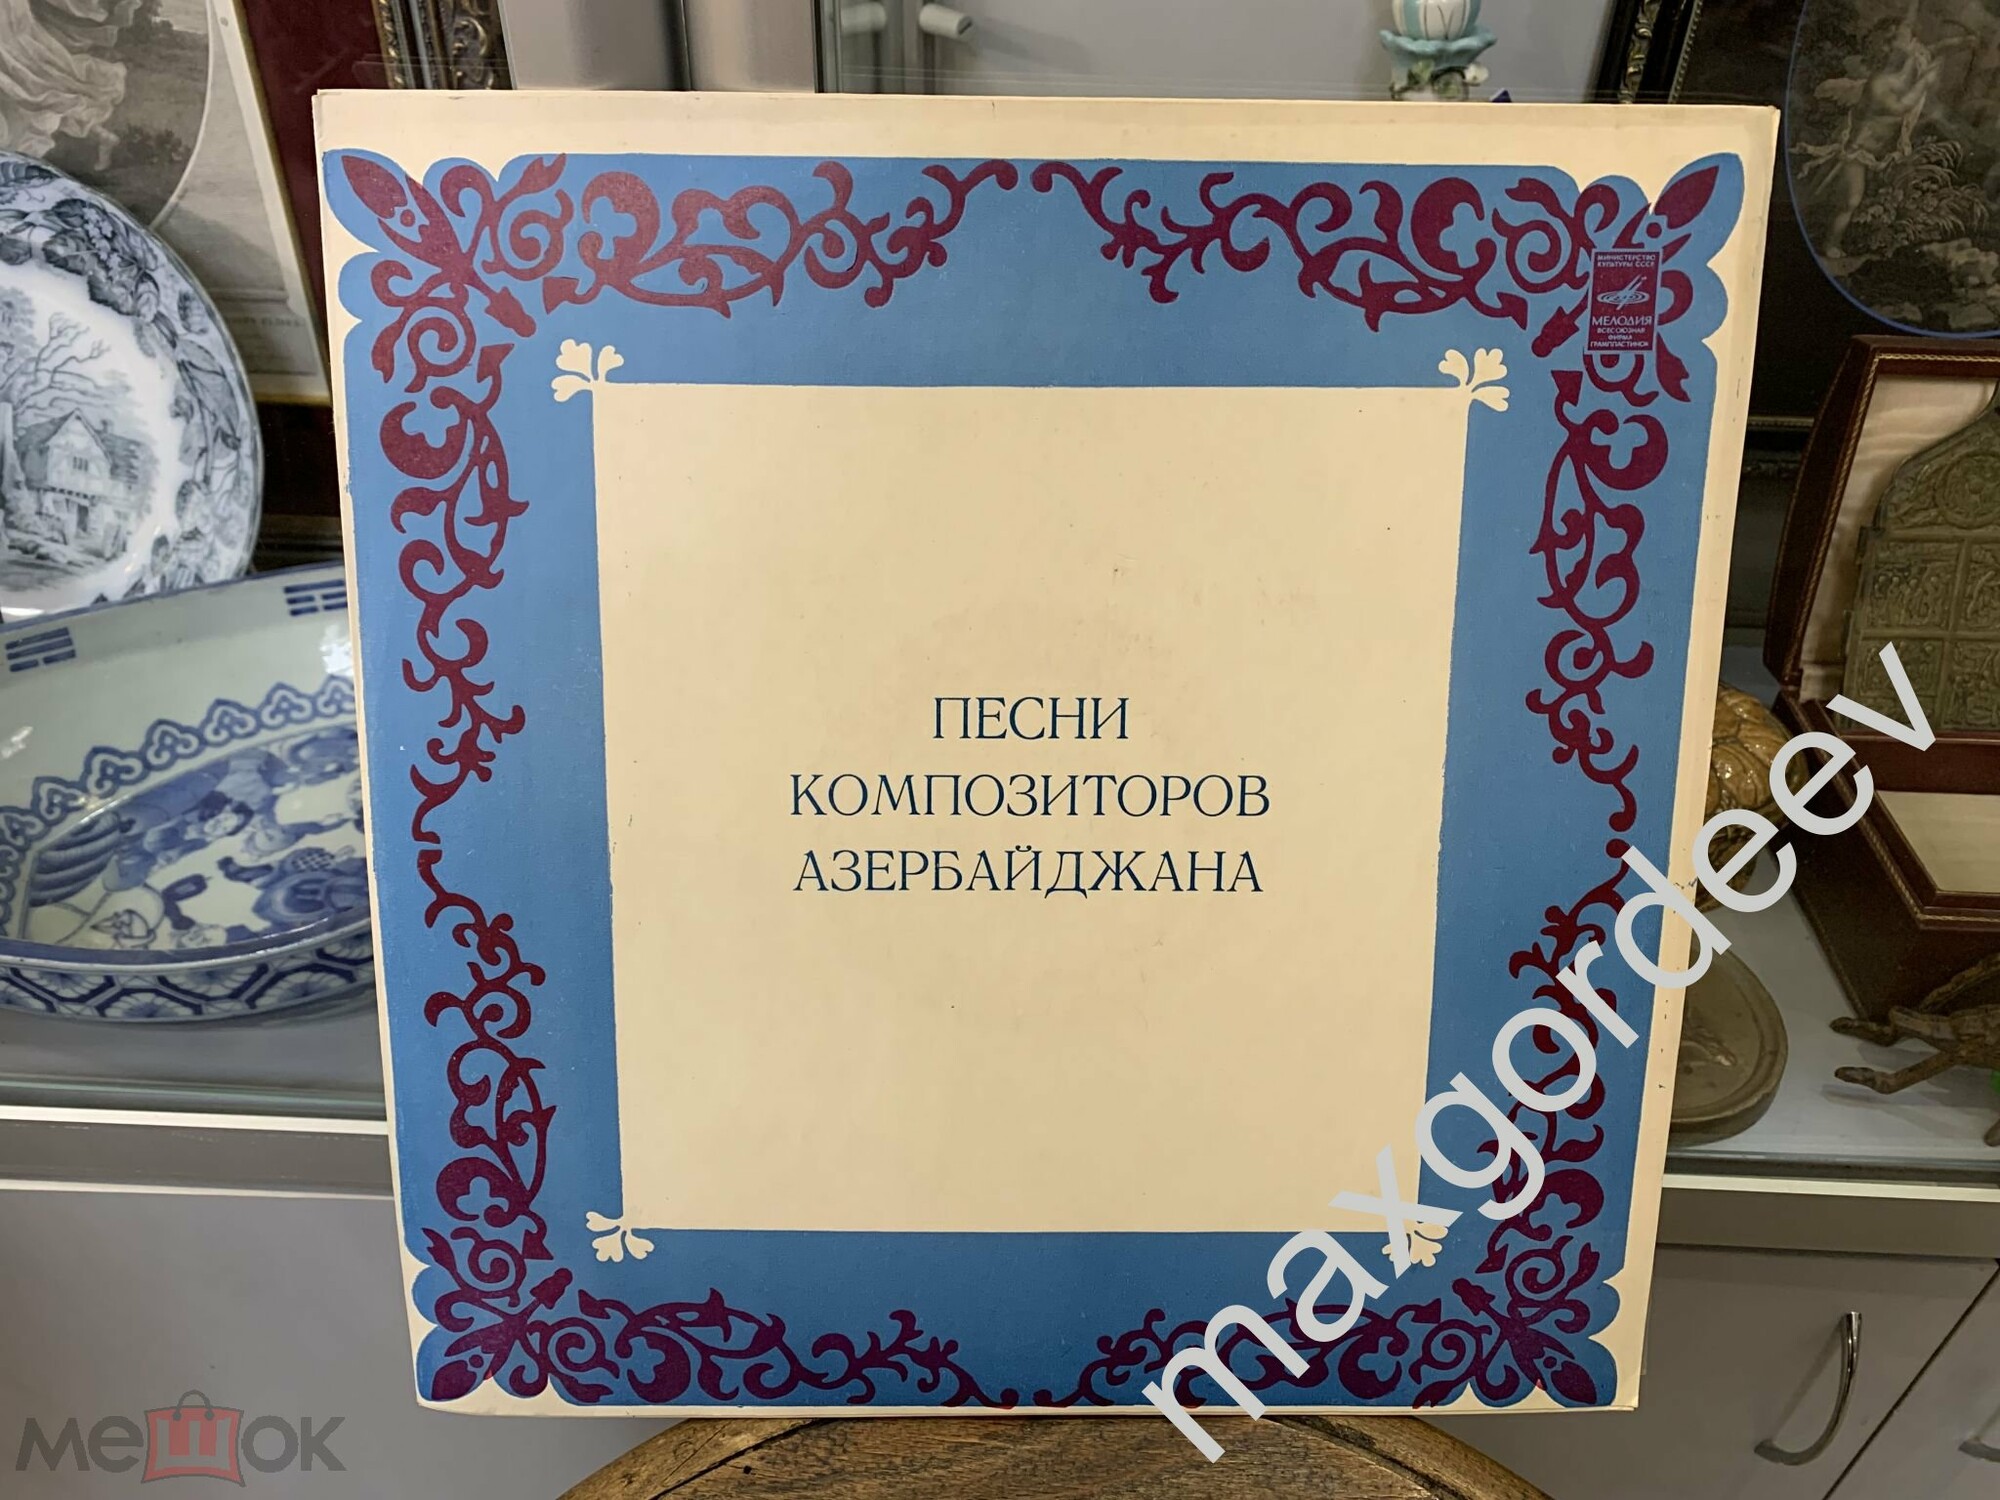 МИНИСТЕРСТВО
КУЛЬТУРЫ СССР
МЕЛОДИЯ
ВСЕСОЮЗНАЯ
ФИРМА
ГРАМПЛАСТИНОК
ПЕСНИ
КОМПОЗИТОРОВ
АЗЕРБАЙДЖАНА
maxgordeev
мешок